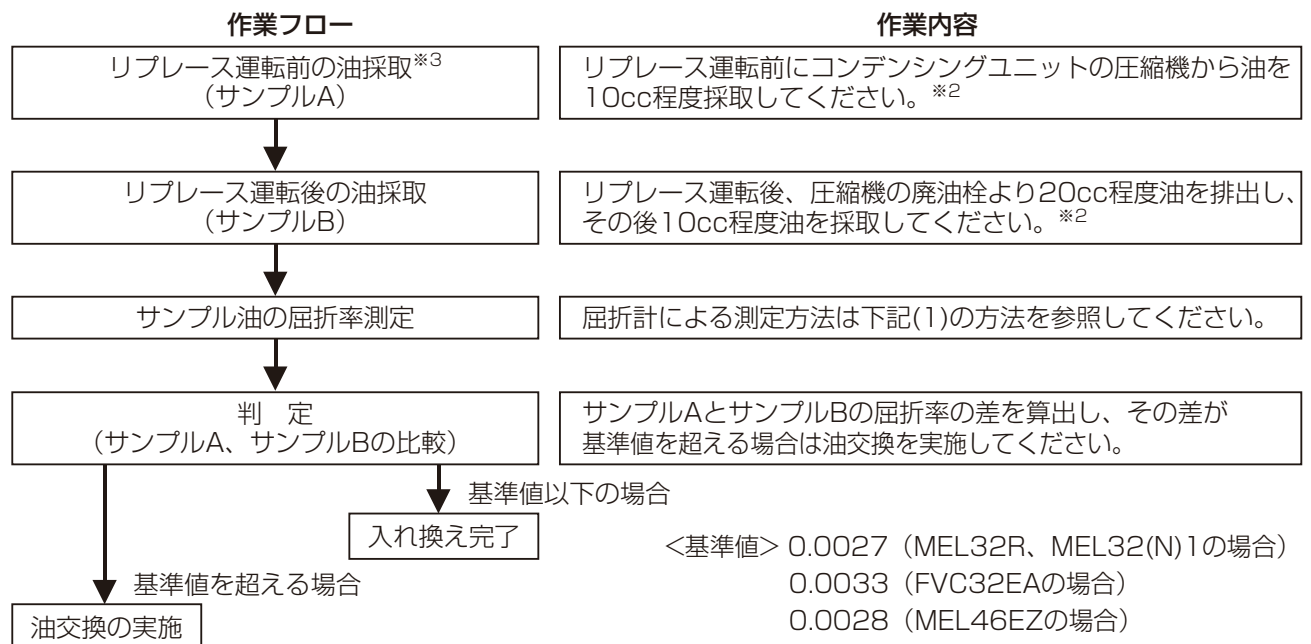 作業フロー
作業内容
リプレース運転前の油採取※3
（サンプルA）
リプレース運転前にコンデンシングユニットの圧縮機から油を
10cc程度採取してください。※2
リプレース運転後の油採取
（サンプルB）
リプレース運転後、圧縮機の廃油栓より20cc程度油を排出し、
その後10cc程度油を採取してください。※2
サンプル油の屈折率測定
屈折計による測定方法は下記(1)の方法を参照してください。
判　定
（サンプルA、サンプルBの比較）
サンプルAとサンプルBの屈折率の差を算出し、その差が
基準値を超える場合は油交換を実施してください。
基準値以下の場合
入れ換え完了
基準値を超える場合
油交換の実施
<基準値> 0.0027（MEL32R、MEL32(N)1の場合）
0.0033（FVC32EAの場合）
0.0028（MEL46EZの場合）